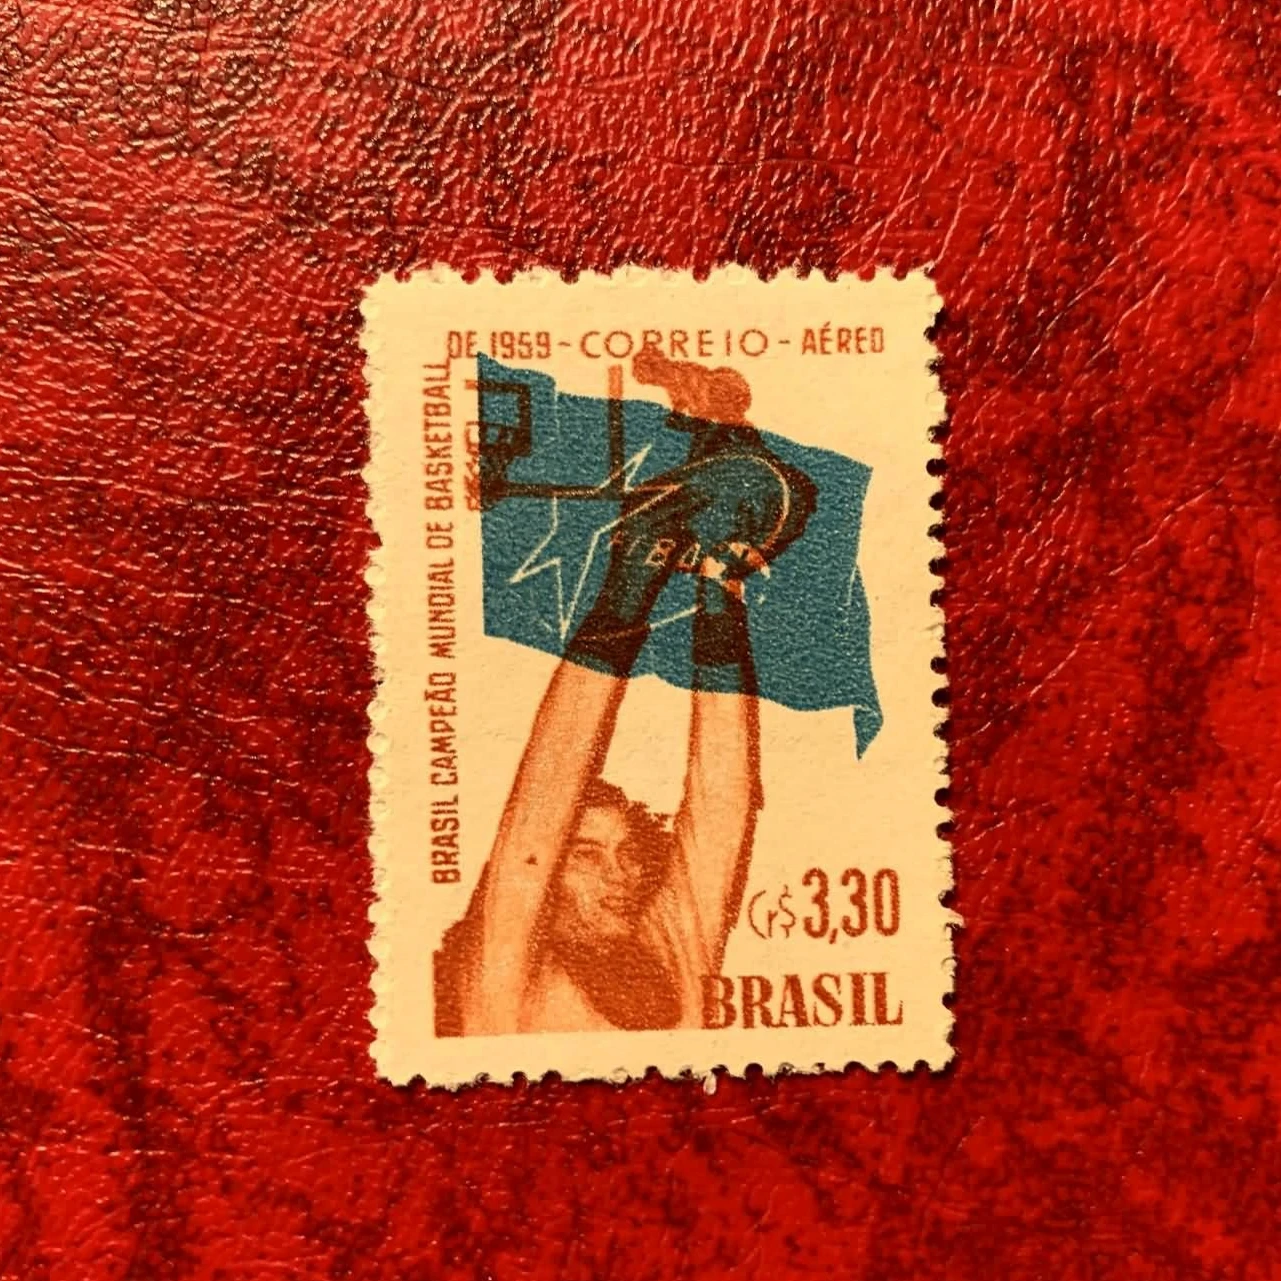 BRASIL CAMPEÃO MUNDIAL DE BASKETBALL
DE 1959 - CORREIO - AÉREO
Cr$ 3,30
BRASIL